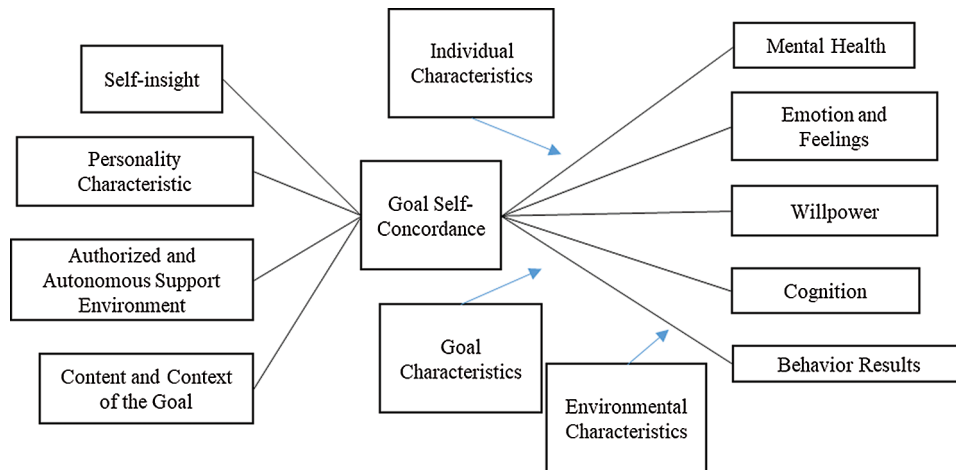 Self-insight
Personality
Characteristic
Authorized and
Autonomous Support
Environment
Content and Context
of the Goal
Individual
Characteristics
Goal Self-
Concordance
Goal
Characteristics
Environmental
Characteristics
Mental Health
Emotion and
Feelings
Willpower
Cognition
Behavior Results